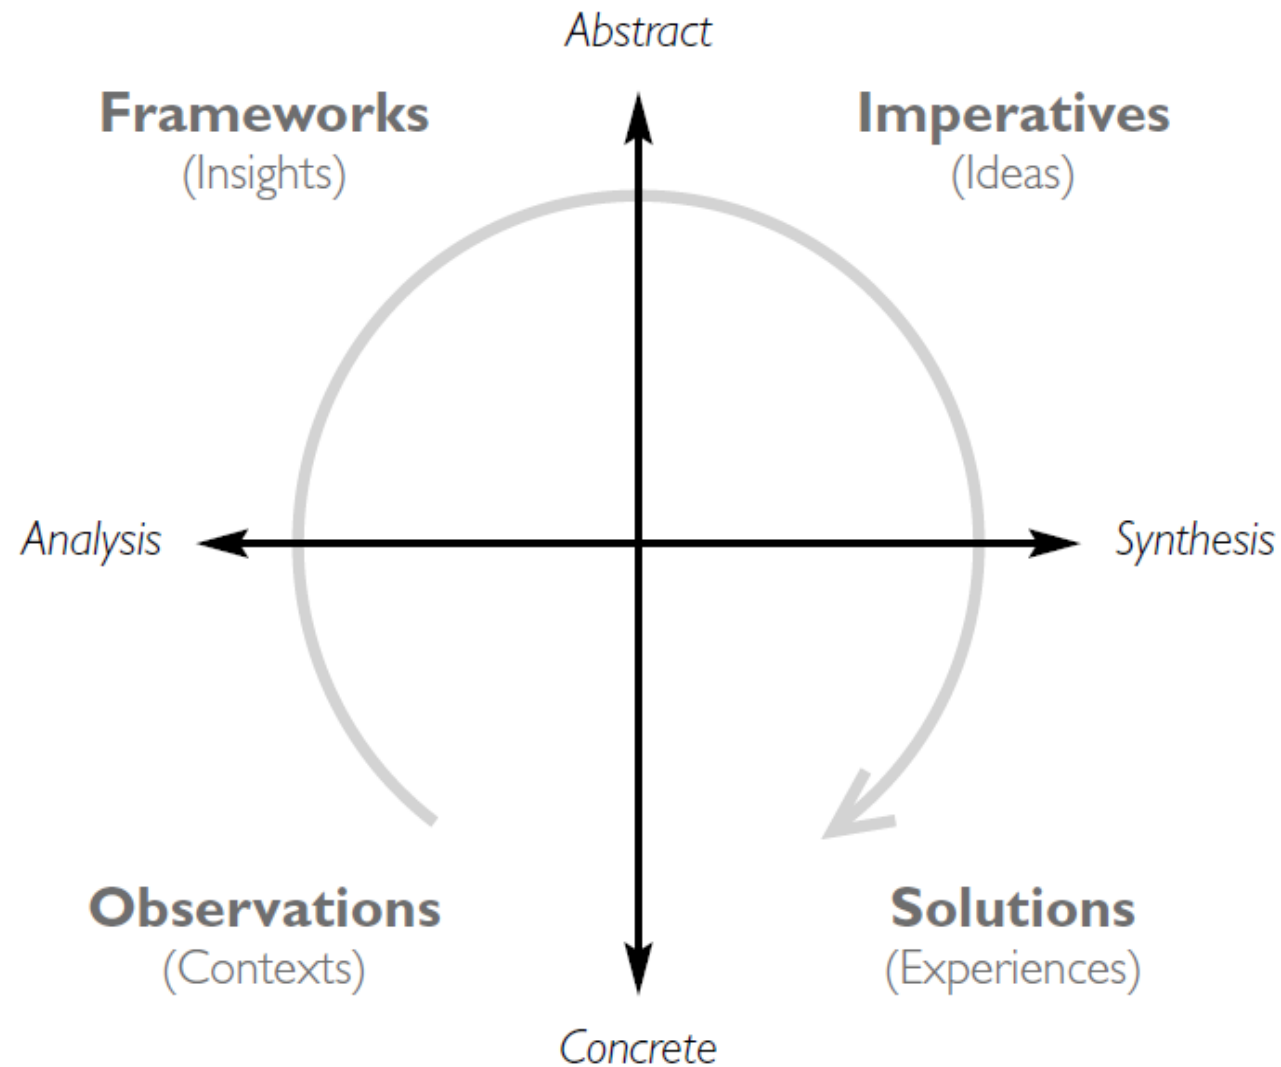 Abstract
Frameworks
(Insights)
Imperatives
(Ideas)
Analysis
Synthesis
Observations
(Contexts)
Solutions
(Experiences)
Concrete